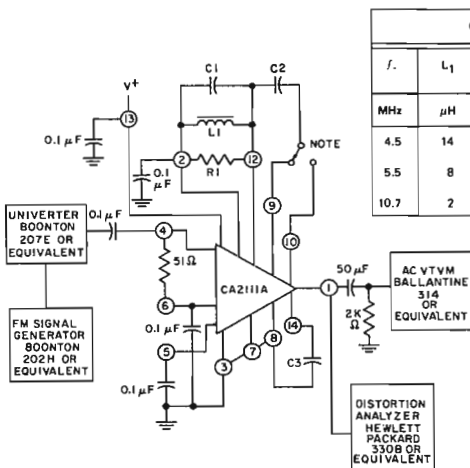 C1
C2
V+
13
L1
NOTE
0.1 μF
2
R1
12
0.1
μF
9
10
UNIVERTER
BOONTON
207E OR
EQUIVALENT
0.1 μF
4
51Ω
6
CA2111A
1
50 μF
AC VTVM
BALLANTINE
314
OR
EQUIVALENT
2K
Ω
FM SIGNAL
GENERATOR
BOONTON
202H OR
EQUIVALENT
0.1 μF
5
0.1 μF
3
7
8
14
C3
DISTORTION
ANALYZER
HEWLETT
PACKARD
330B OR
EQUIVALENT
f. L1
MHz μH
4.5 14
5.5 8
10.7 2